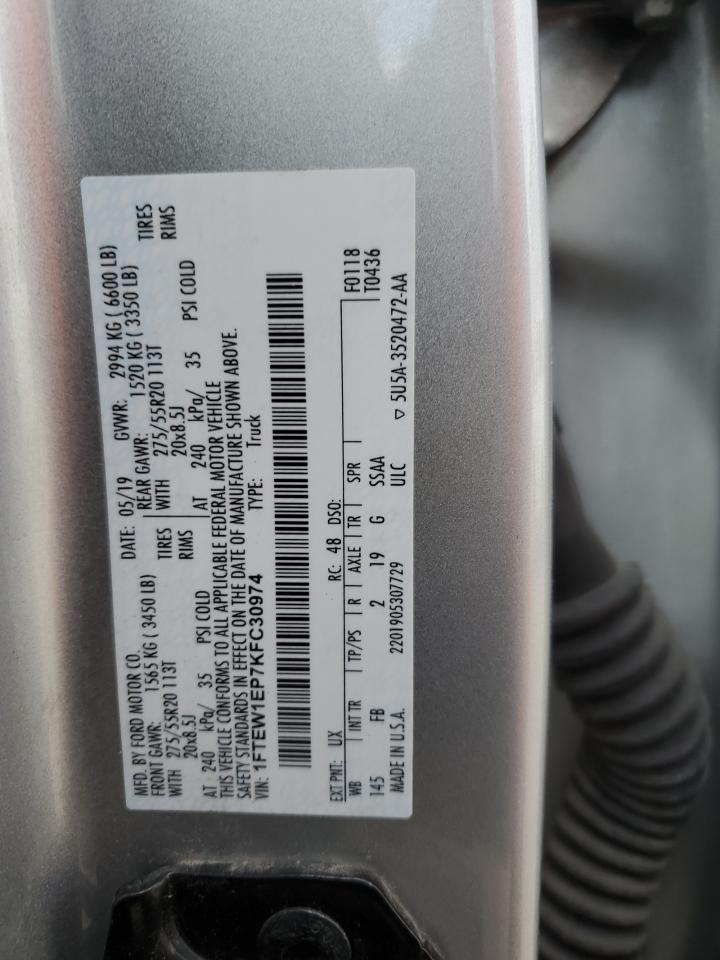 MFD. BY FORD MOTOR CO. DATE: 05/19 GVWR: 2994 KG ( 6600 LB)
FRONT GAWR: 1565 KG ( 3450 LB) REAR GAWR: 1520 KG ( 3350 LB)
WITH 275/55R20 113T TIRES WITH 275/55R20 113T TIRES
20x8.5J RIMS 20x8.5J RIMS
AT 240 kPa/ 35 PSI COLD AT 240 kPa/ 35 PSI COLD
THIS VEHICLE CONFORMS TO ALL APPLICABLE FEDERAL MOTOR VEHICLE
SAFETY STANDARDS IN EFFECT ON THE DATE OF MANUFACTURE SHOWN ABOVE.
VIN: 1FTEW1EP7KFC30974 TYPE: Truck
EXT PNT: UX RC: 48 DSO: F0118
WB INT TR TP/PS R AXLE TR SPR T0436
145 FB 2 19 G SSAA
MADE IN U.S.A. 2201905307729 ULC ▽ 5U5A-3520472-AA